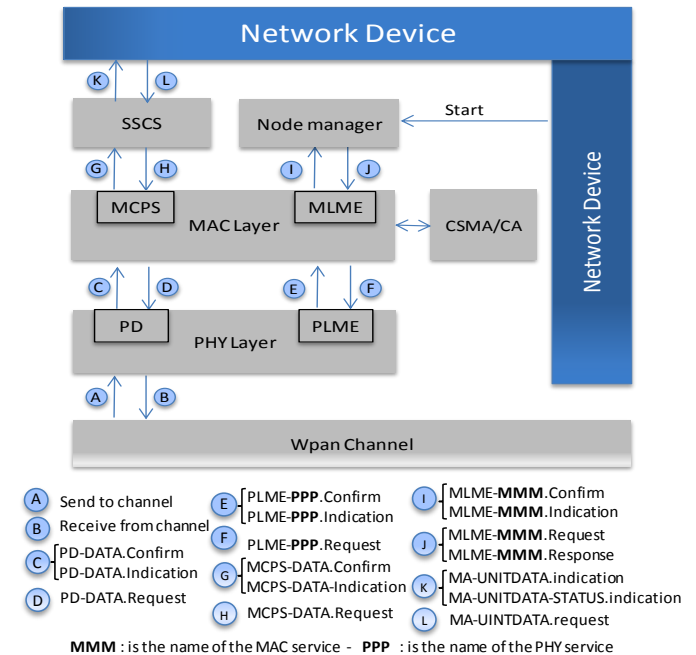 Network Device
K
L
SSCS
Node manager
Start
G
H
I
J
MCPS
MLME
MAC Layer
CSMA/CA
Network Device
C
D
E
F
PD
PLME
PHY Layer
A
B
Wpan Channel
A Send to channel
B Receive from channel
C PD-DATA.Confirm
PD-DATA.Indication
D PD-DATA.Request
E PLME-PPP.Confirm
PLME-PPP.Indication
F PLME-PPP.Request
G MCPS-DATA.Confirm
MCPS-DATA-Indication
H MCPS-DATA.Request
I MLME-MMM.Confirm
MLME-MMM.Indication
J MLME-MMM.Request
MLME-MMM.Response
K MA-UNITDATA.indication
MA-UNITDATA-STATUS.indication
L MA-UINTDATA.request
MMM : is the name of the MAC service - PPP : is the name of the PHY service